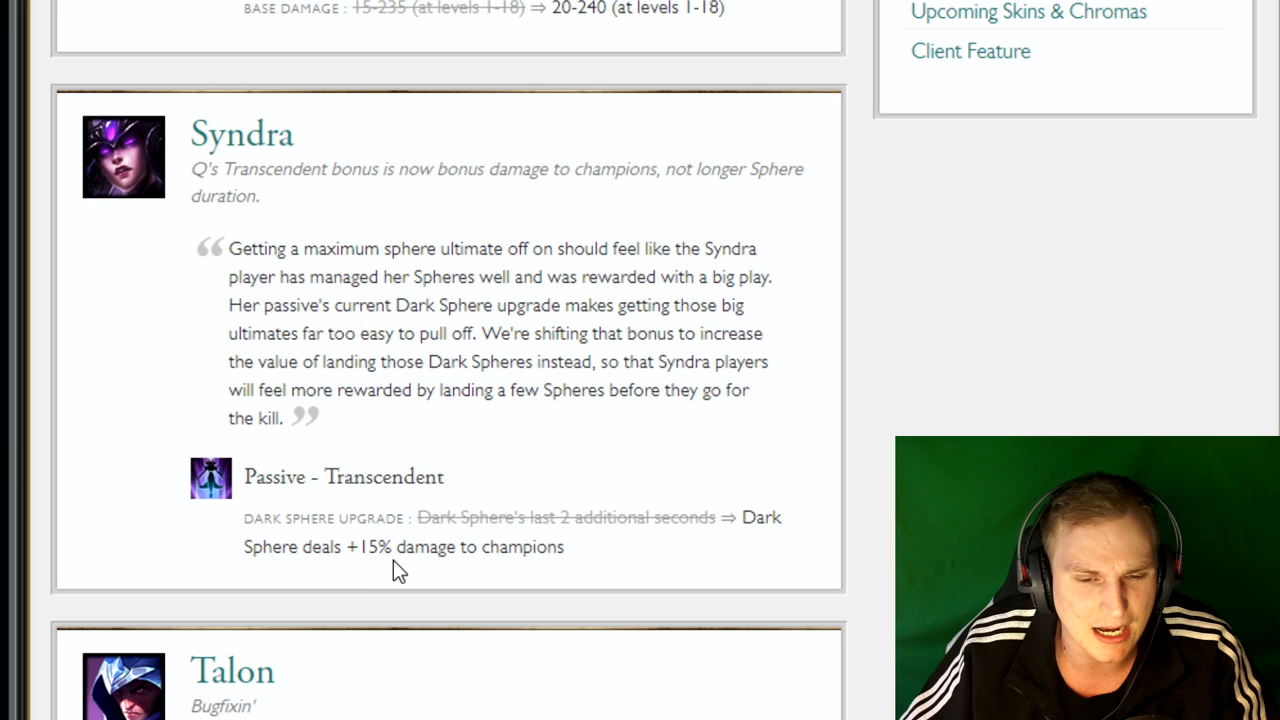 BASE DAMAGE : 15-235 (at levels 1-18) ⇒ 20-240 (at levels 1-18)
Upcoming Skins & Chromas
Client Feature
Syndra
Q's Transcendent bonus is now bonus damage to champions, not longer Sphere
duration.
“ Getting a maximum sphere ultimate off on should feel like the Syndra
player has managed her Spheres well and was rewarded with a big play.
Her passive's current Dark Sphere upgrade makes getting those big
ultimates far too easy to pull off. We're shifting that bonus to increase
the value of landing those Dark Spheres instead, so that Syndra players
will feel more rewarded by landing a few Spheres before they go for
the kill. ”
Passive - Transcendent
DARK SPHERE UPGRADE : Dark Sphere's last 2 additional seconds ⇒ Dark
Sphere deals +15% damage to champions
Talon
Bugfixin'